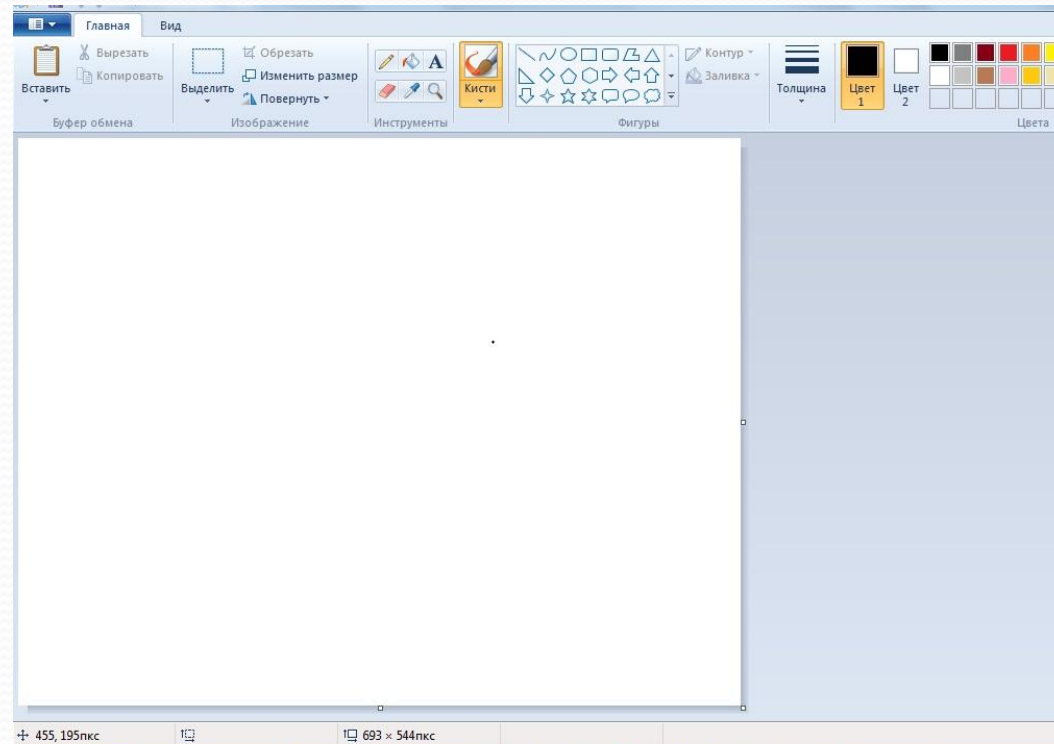 Главная Вид
Вставить
Вырезать
Копировать
Буфер обмена
Выделить
Обрезать
Изменить размер
Повернуть
Изображение
A
Инструменты
Кисти
Контур
Заливка
Фигуры
Толщина
Цвет
1
Цвет
2
Цвета
455, 195пкс
693 × 544пкс